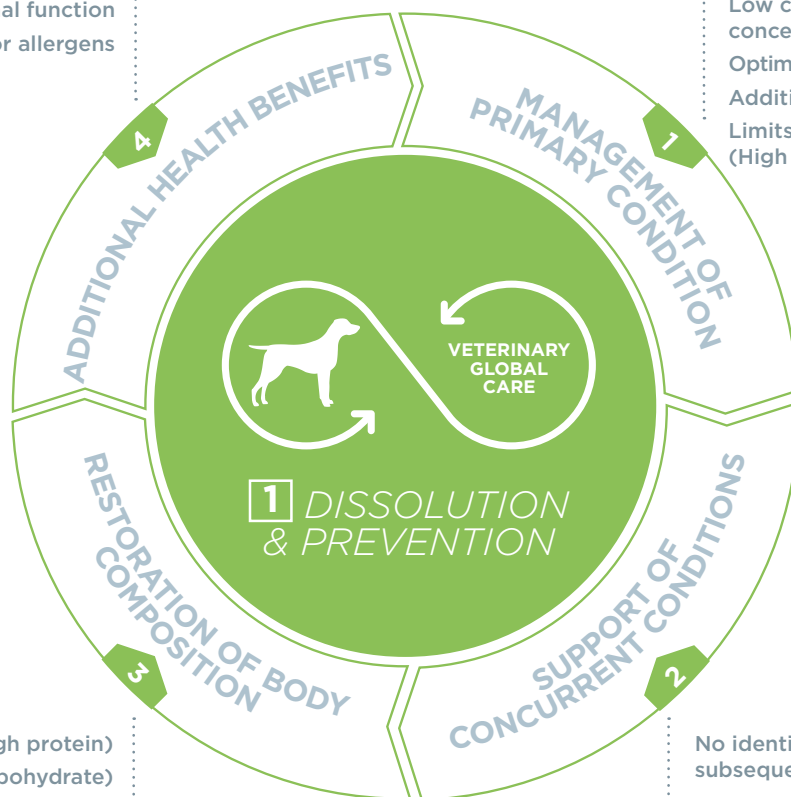 al function
or allergens
Low c
conce
Optim
Additi
Limits
(High
4
ADDITIONAL HEALTH BENEFITS
1
MANAGEMENT OF
PRIMARY CONDITION
VETERINARY
GLOBAL
CARE
1 DISSOLUTION
& PREVENTION
3
RESTORATION OF BODY
COMPOSITION
2
SUPPORT OF
CONCURRENT CONDITIONS
gh protein)
bohydrate)
No identi
subseque